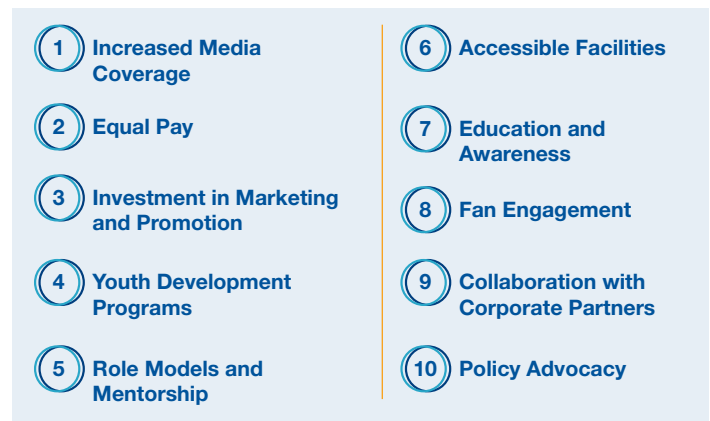 1 Increased Media
Coverage
2 Equal Pay
3 Investment in Marketing
and Promotion
4 Youth Development
Programs
5 Role Models and
Mentorship
6 Accessible Facilities
7 Education and
Awareness
8 Fan Engagement
9 Collaboration with
Corporate Partners
10 Policy Advocacy